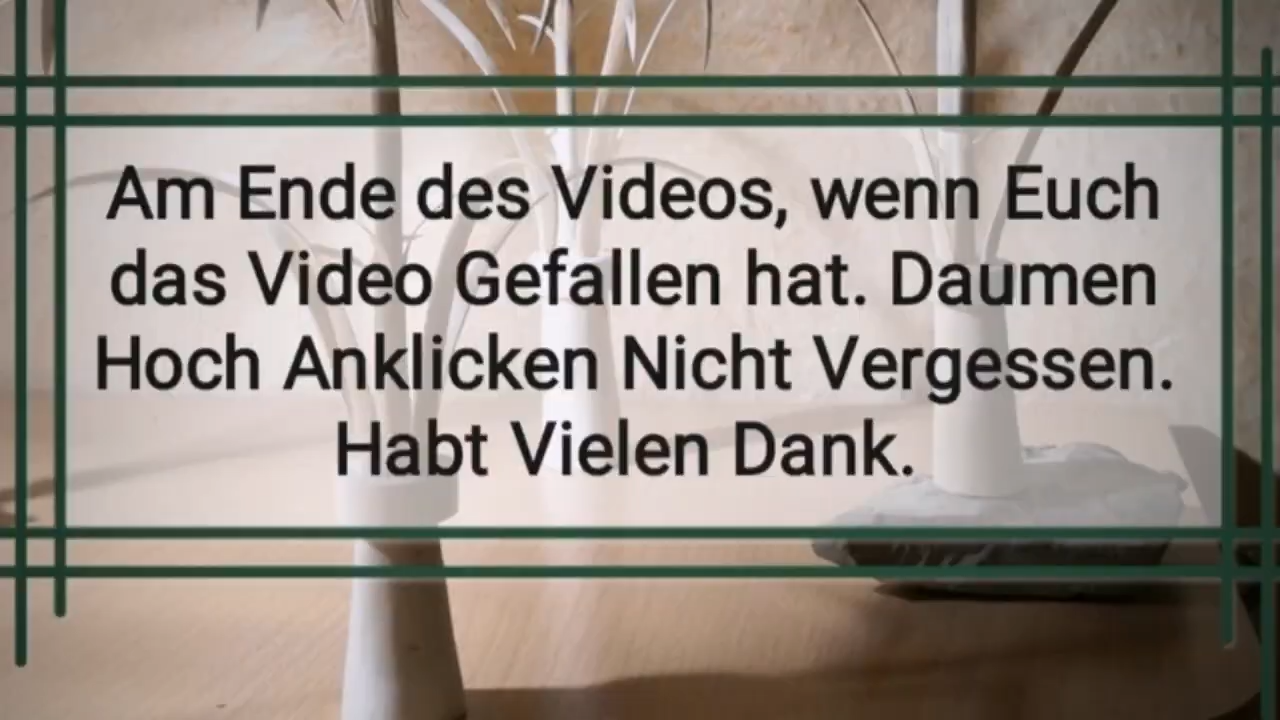 Am Ende des Videos, wenn Euch
das Video Gefallen hat. Daumen
Hoch Anklicken Nicht Vergessen.
Habt Vielen Dank.